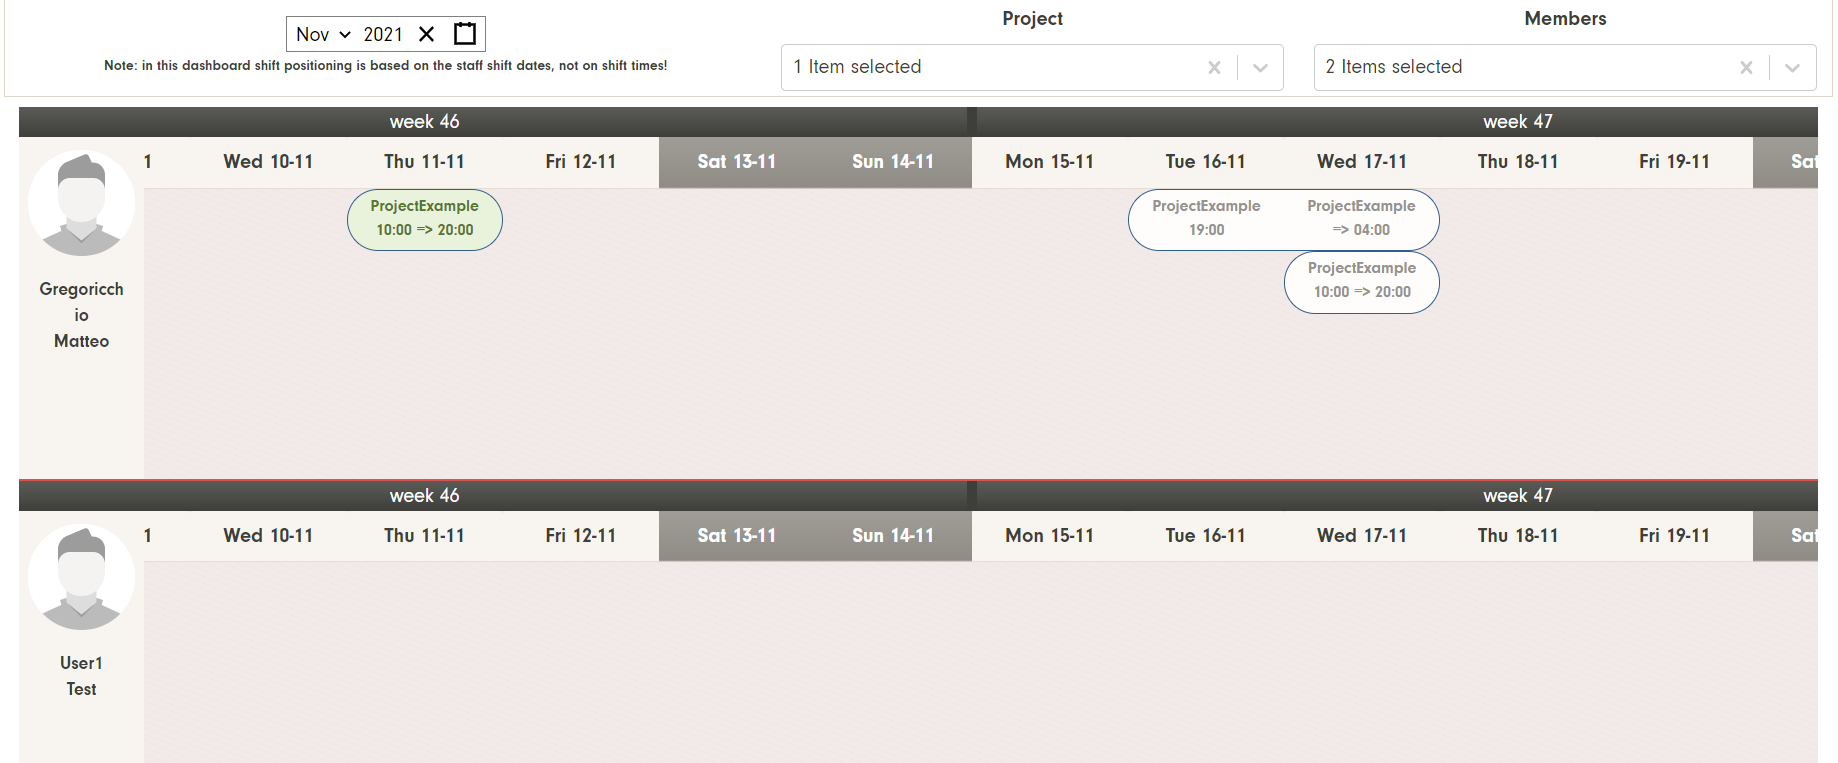 Project
Members
Nov 2021
1 Item selected
2 Items selected
Note: in this dashboard shift positioning is based on the staff shift dates, not on shift times!
week 46
week 47
1 Wed 10-11 Thu 11-11 Fri 12-11 Sat 13-11 Sun 14-11 Mon 15-11 Tue 16-11 Wed 17-11 Thu 18-11 Fri 19-11 Sat
ProjectExample
10:00 => 20:00
ProjectExample ProjectExample
19:00 => 04:00
ProjectExample
10:00 => 20:00
Gregoricch
io
Matteo
week 46
week 47
1 Wed 10-11 Thu 11-11 Fri 12-11 Sat 13-11 Sun 14-11 Mon 15-11 Tue 16-11 Wed 17-11 Thu 18-11 Fri 19-11 Sat
User1
Test